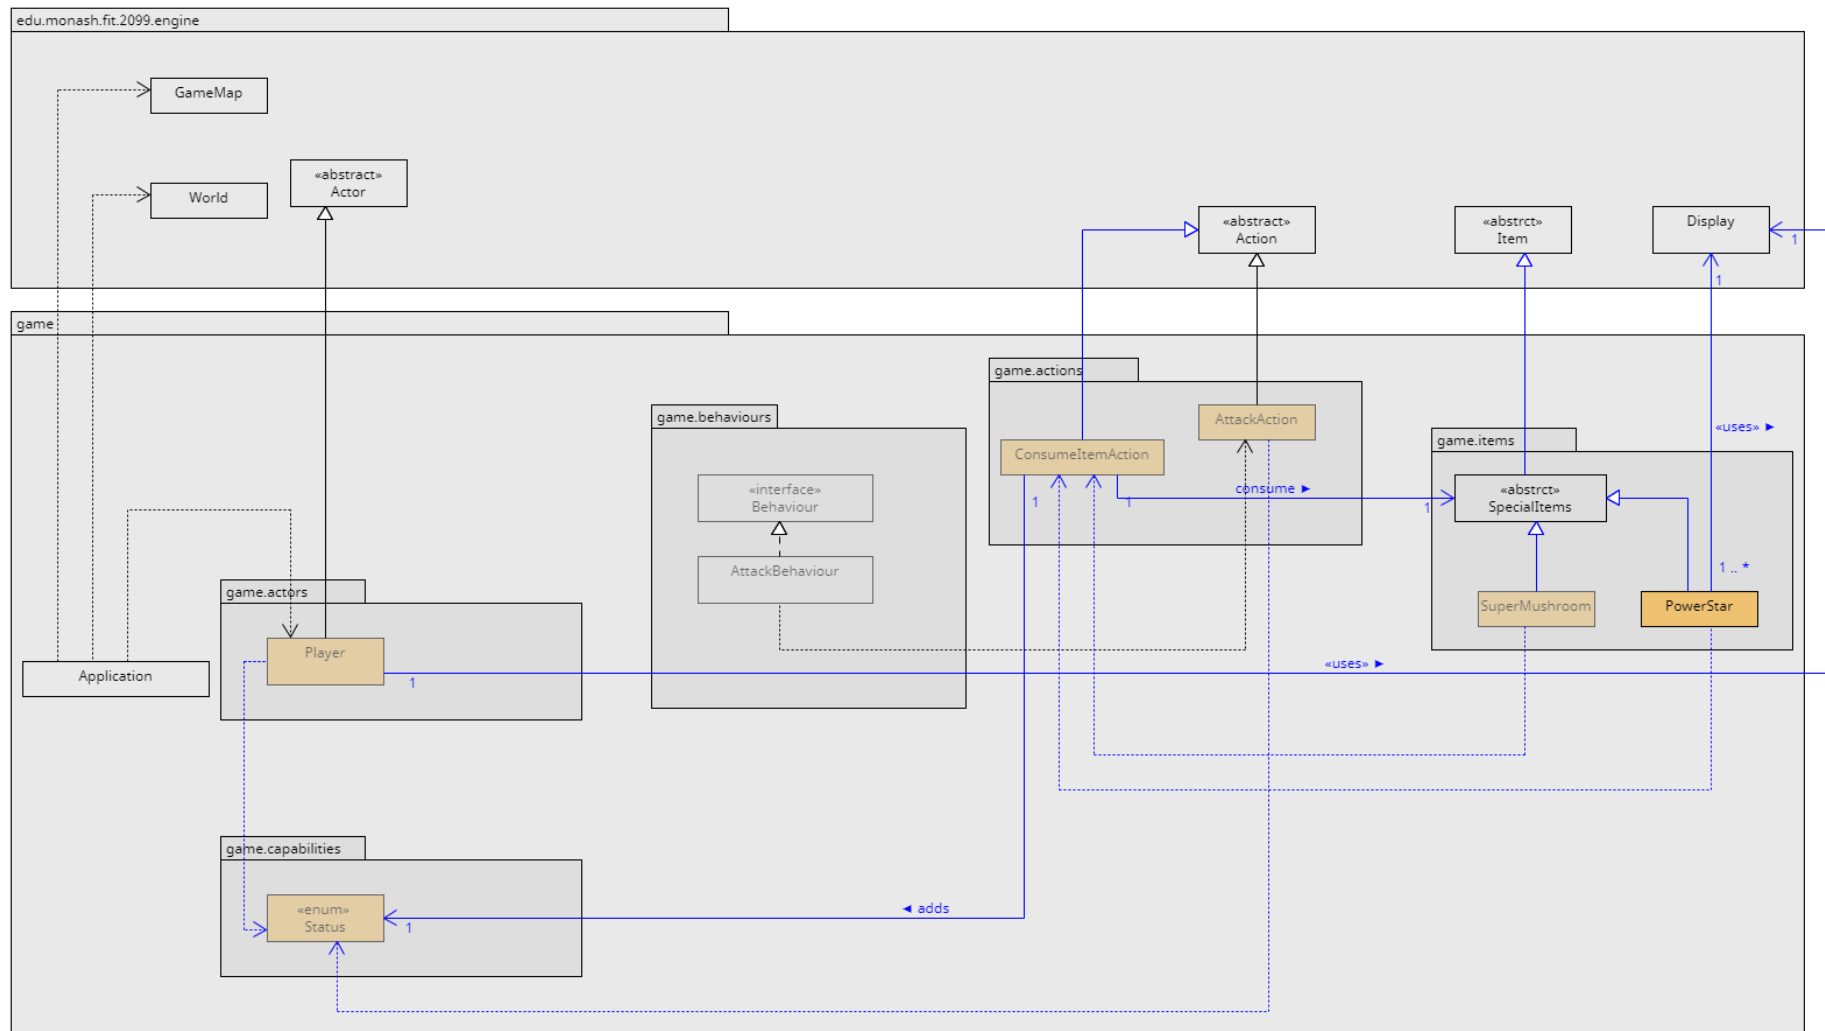 edu.monash.fit.2099.engine
GameMap
«abstract»
Actor
World
«abstract»
Action
«abstrct»
Item
Display
1
1
game
game.actions
AttackAction
game.behaviours
«uses» ►
game.items
ConsumeItemAction
«interface»
Behaviour
consume ►
1
1
1
«abstrct»
SpecialItems
AttackBehaviour
1 .. *
game.actors
SuperMushroom
PowerStar
Player
Application
1
«uses» ►
game.capabilities
«enum»
Status
◄ adds
1